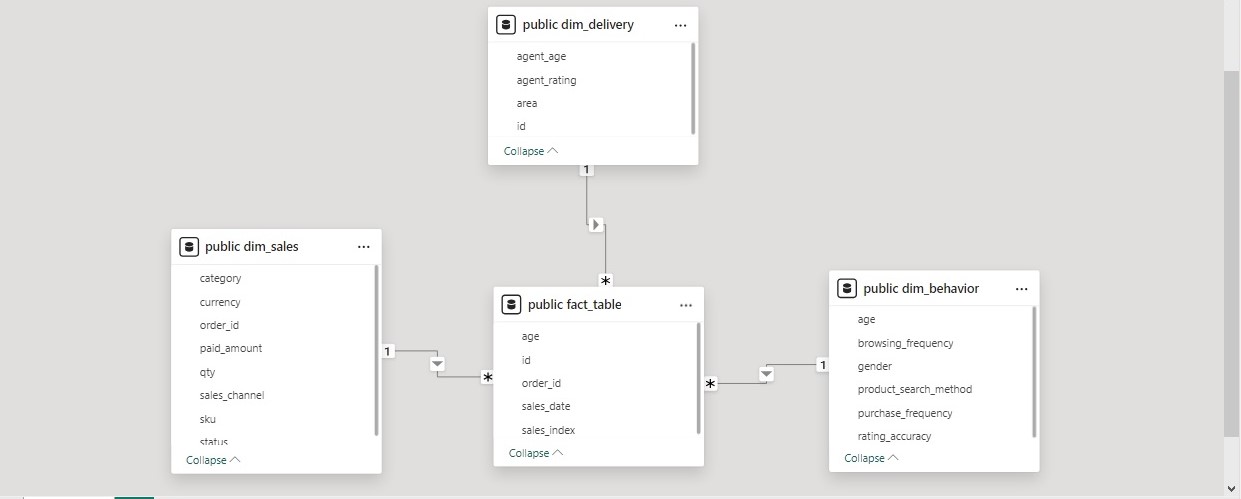 public dim_delivery
agent_age
agent_rating
area
id
Collapse
1
*
public dim_sales
category
currency
order_id
paid_amount
qty
sales_channel
sku
status
Collapse
1
*
public fact_table
age
id
order_id
sales_date
sales_index
Collapse
*
1
public dim_behavior
age
browsing_frequency
gender
product_search_method
purchase_frequency
rating_accuracy
Collapse